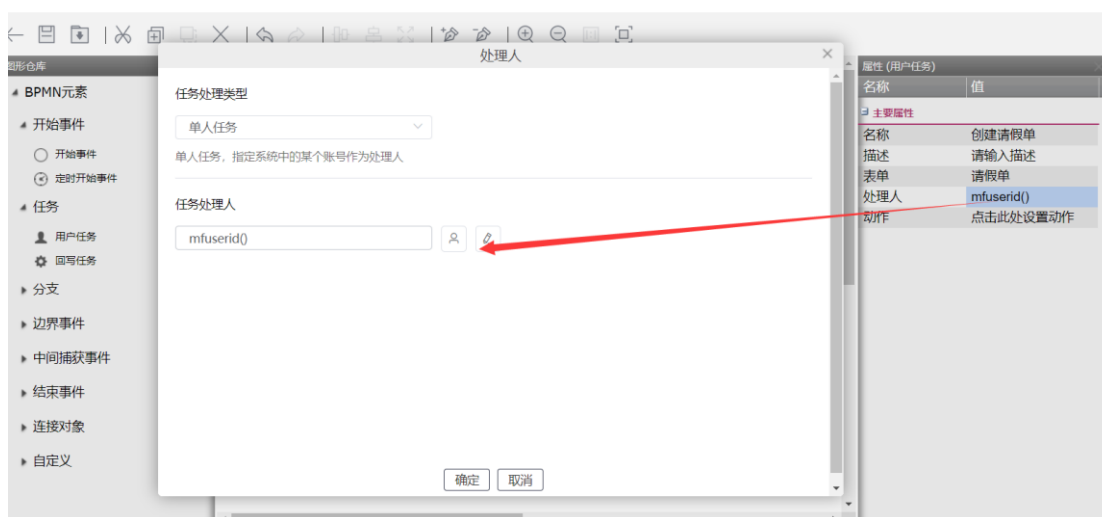 处理人
图形仓库
BPMN元素
开始事件
开始事件
定时开始事件
任务
用户任务
回写任务
分支
边界事件
中间捕获事件
结束事件
连接对象
自定义
任务处理类型
单人任务
单人任务，指定系统中的某个账号作为处理人
任务处理人
mfuserid()
确定 取消
属性 (用户任务)
名称 值
主要属性
名称 创建请假单
描述 请输入描述
表单 请假单
处理人 mfuserid()
动作 点击此处设置动作